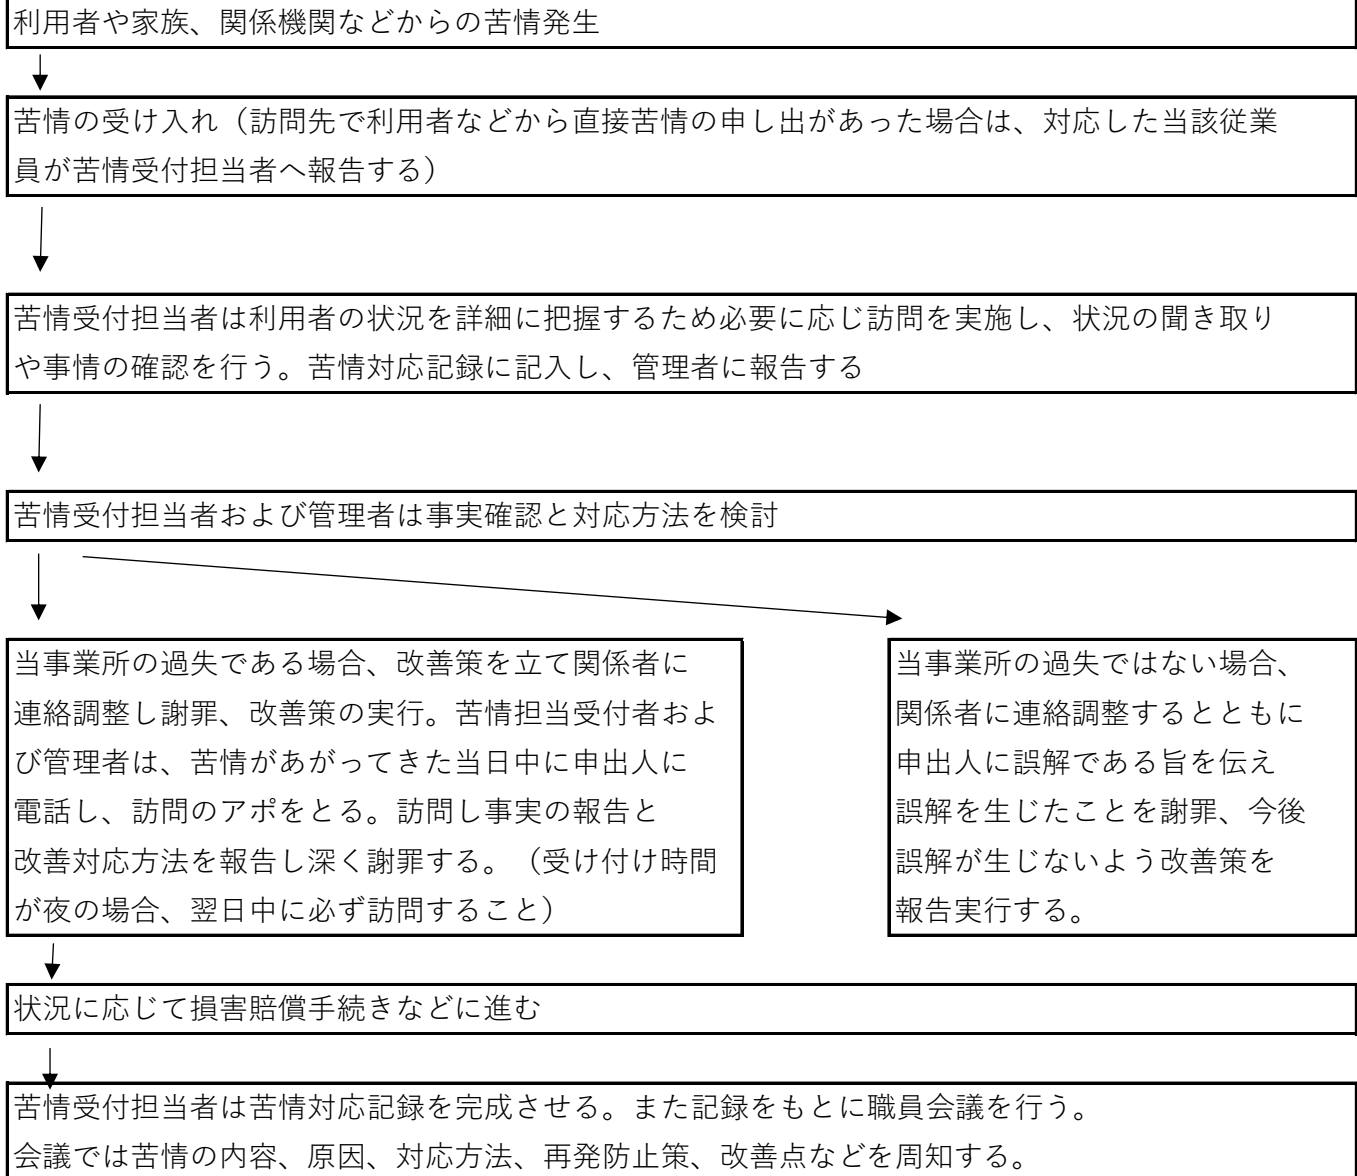 利用者や家族、関係機関などからの苦情発生
苦情の受け入れ（訪問先で利用者などから直接苦情の申し出があった場合は、対応した当該従業
員が苦情受付担当者へ報告する）
苦情受付担当者は利用者の状況を詳細に把握するため必要に応じ訪問を実施し、状況の聞き取り
や事情の確認を行う。苦情対応記録に記入し、管理者に報告する
苦情受付担当者および管理者は事実確認と対応方法を検討
当事業所の過失である場合、改善策を立て関係者に
連絡調整し謝罪、改善策の実行。苦情担当受付者およ
び管理者は、苦情があがってきた当日中に申出人に
電話し、訪問のアポをとる。訪問し事実の報告と
改善対応方法を報告し深く謝罪する。（受け付け時間
が夜の場合、翌日中に必ず訪問すること）
当事業所の過失ではない場合、
関係者に連絡調整するとともに
申出人に誤解である旨を伝え
誤解を生じたことを謝罪、今後
誤解が生じないよう改善策を
報告実行する。
状況に応じて損害賠償手続きなどに進む
苦情受付担当者は苦情対応記録を完成させる。また記録をもとに職員会議を行う。
会議では苦情の内容、原因、対応方法、再発防止策、改善点などを周知する。